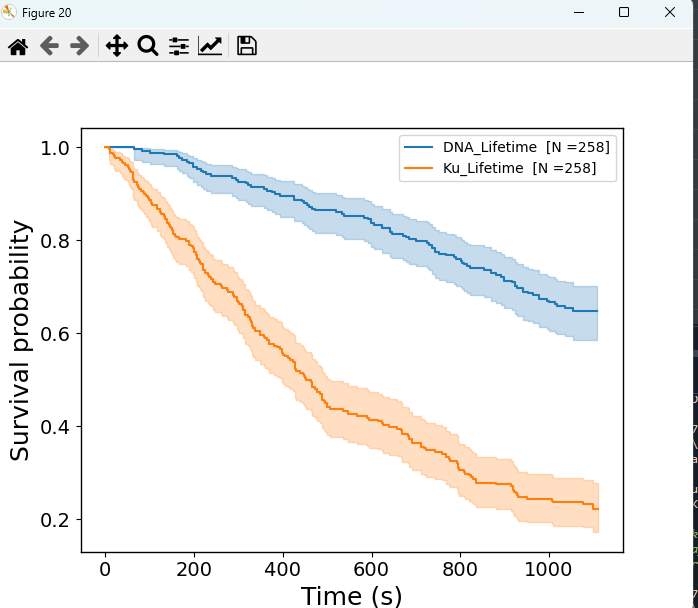 Figure 20
DNA_Lifetime [N =258]
Ku_Lifetime [N =258]
1.0
0.8
0.6
0.4
0.2
Survival probability
0 200 400 600 800 1000
Time (s)